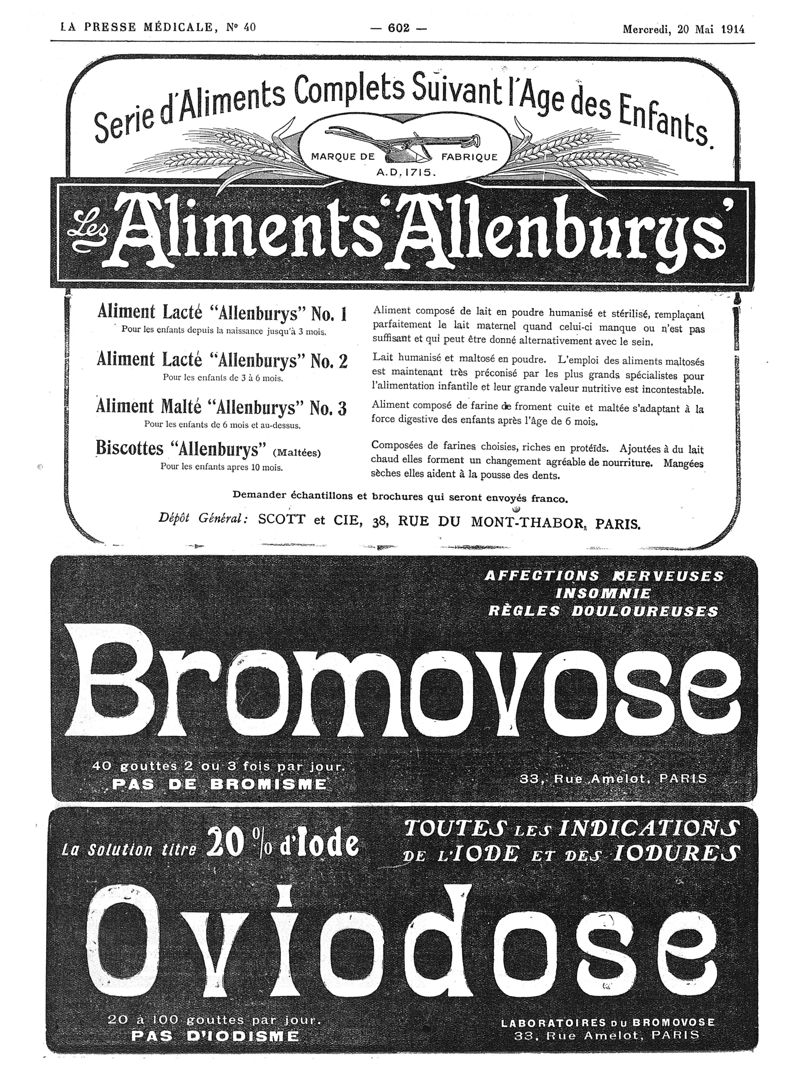 LA PRESSE MÉDICALE, Nº 40
— 602 —
Mercredi, 20 Mai 1914
Serie d'Aliments Complets Suivant l'Age des Enfants.
MARQUE DE FABRIQUE
A.D. 1715.
Les Aliments 'Allenburys'
Aliment Lacté "Allenburys" No. 1
Pour les enfants depuis la naissance jusqu'à 3 mois.
Aliment composé de lait en poudre humanisé et stérilisé, remplaçant
parfaitement le lait maternel quand celui-ci manque ou n'est pas
suffisant et qui peut être donné alternativement avec le sein.
Aliment Lacté "Allenburys" No. 2
Pour les enfants de 3 à 6 mois.
Lait humanisé et maltosé en poudre. L'emploi des aliments maltosés
est maintenant très préconisé par les plus grands spécialistes pour
l'alimentation infantile et leur grande valeur nutritive est incontestable.
Aliment Malté "Allenburys" No. 3
Pour les enfants de 6 mois et au-dessus.
Aliment composé de farine de froment cuite et maltée s'adaptant à la
force digestive des enfants après l'âge de 6 mois.
Biscottes "Allenburys" (Maltées)
Pour les enfants apres 10 mois.
Composées de farines choisies, riches en protéïds. Ajoutées à du lait
chaud elles forment un changement agréable de nourriture. Mangées
sèches elles aident à la pousse des dents.
Demander échantillons et brochures qui seront envoyés franco.
Dépôt Général: SCOTT et CIE, 38, RUE DU MONT-THABOR, PARIS.
AFFECTIONS NERVEUSES
INSOMNIE
RÈGLES DOULOUREUSES
Bromovose
40 gouttes 2 ou 3 fois par jour.
PAS DE BROMISME
33, Rue Amelot, PARIS
La Solution titre 20 % d'Iode
TOUTES LES INDICATIONS
DE L'IODE ET DES IODURES
Oviodose
20 à 100 gouttes par jour.
PAS D'IODISME
LABORATOIRES DU BROMOVOSE
33, Rue Amelot, PARIS